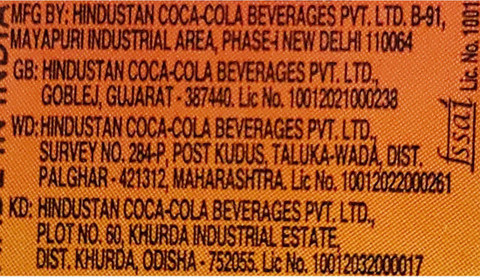 MFG BY: HINDUSTAN COCA-COLA BEVERAGES PVT. LTD. B-91,
MAYAPURI INDUSTRIAL AREA, PHASE-I NEW DELHI 110064
GB: HINDUSTAN COCA-COLA BEVERAGES PVT. LTD.,
GOBLEJ, GUJARAT - 387440. Lic No. 10012021000238
WD: HINDUSTAN COCA-COLA BEVERAGES PVT. LTD.,
SURVEY NO. 284-P, POST KUDUS, TALUKA-WADA, DIST.
PALGHAR - 421312, MAHARASHTRA. Lic No. 10012022000261
KD: HINDUSTAN COCA-COLA BEVERAGES PVT. LTD.,
PLOT NO. 60, KHURDA INDUSTRIAL ESTATE,
DIST. KHURDA, ODISHA - 752055. Lic No. 10012032000017
fssai
Lic No. 1001
INDIA